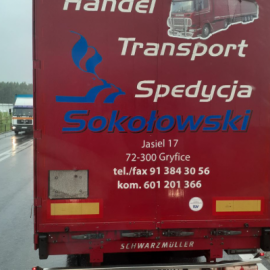 Handel
Transport
Spedycja
Sokołowski
Jasiel 17
72-300 Gryfice
tel./fax 91 384 30 56
kom. 601 201 366
SCHWARZMÜLLER